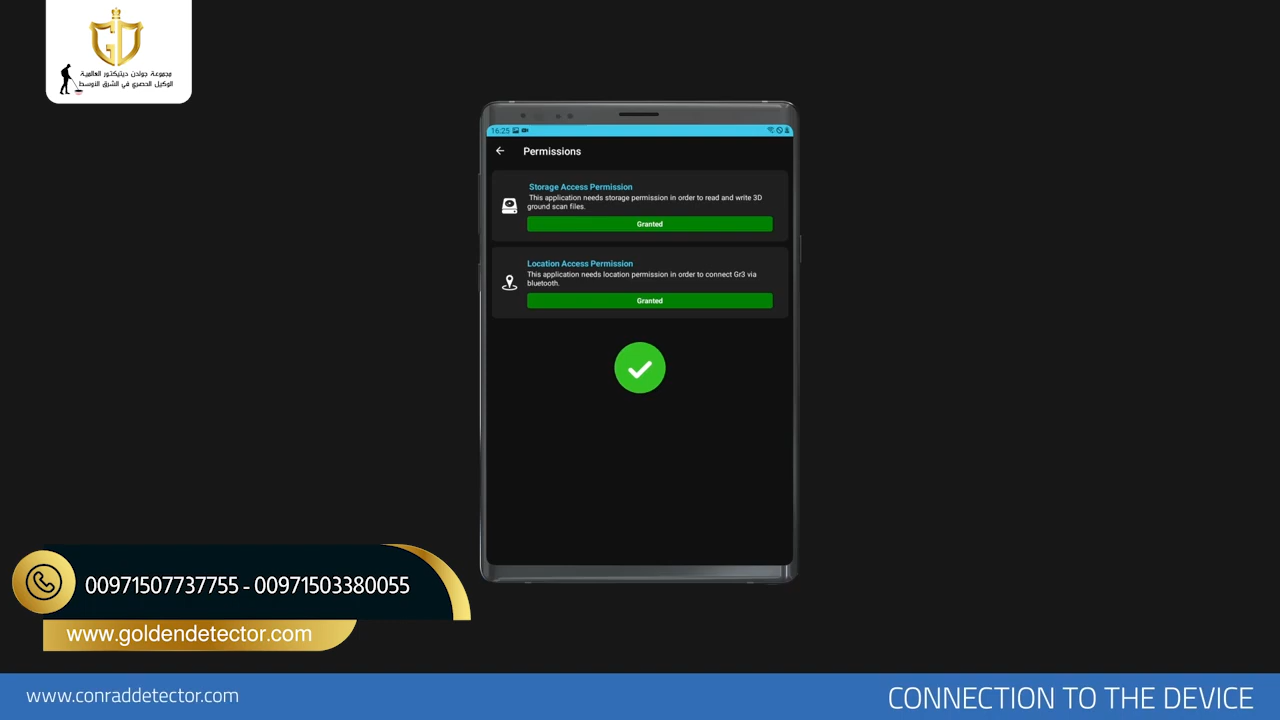 GD
مجموعة جولدن ديتيكتور العالمية
الوكيل الحصري في الشرق الأوسط
16:25
Permissions
Storage Access Permission
This application needs storage permission in order to read and write 3D
ground scan files.
Granted
Location Access Permission
This application needs location permission in order to connect Gr3 via
bluetooth.
Granted
00971507737755 - 00971503380055
www.goldendetector.com
www.conraddetector.com
CONNECTION TO THE DEVICE